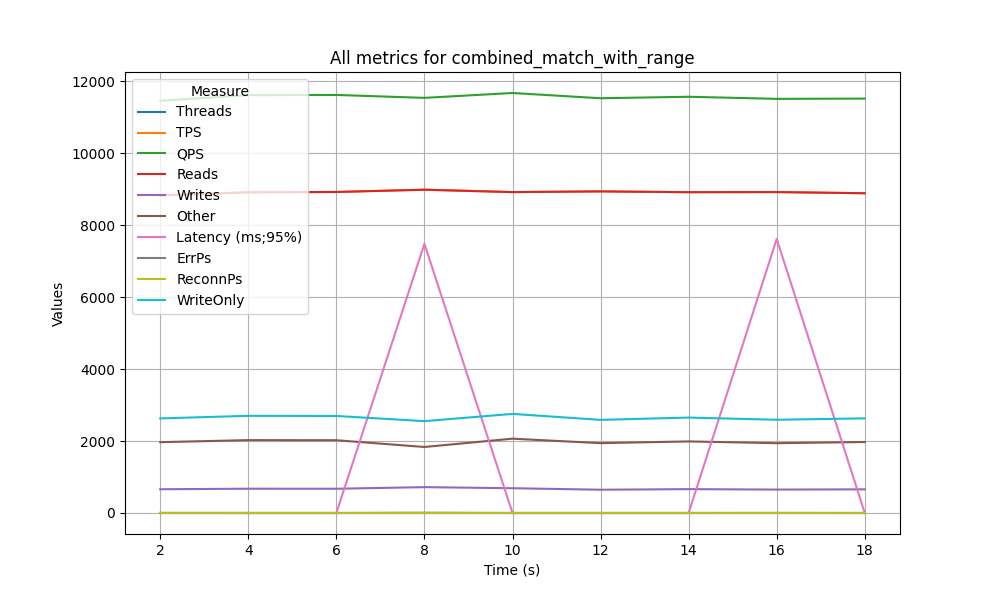 All metrics for combined_match_with_range
12000
10000
8000
6000
4000
2000
0
Values
Measure
Threads
TPS
QPS
Reads
Writes
Other
Latency (ms;95%)
ErrPs
ReconnPs
WriteOnly
2 4 6 8 10 12 14 16 18
Time (s)